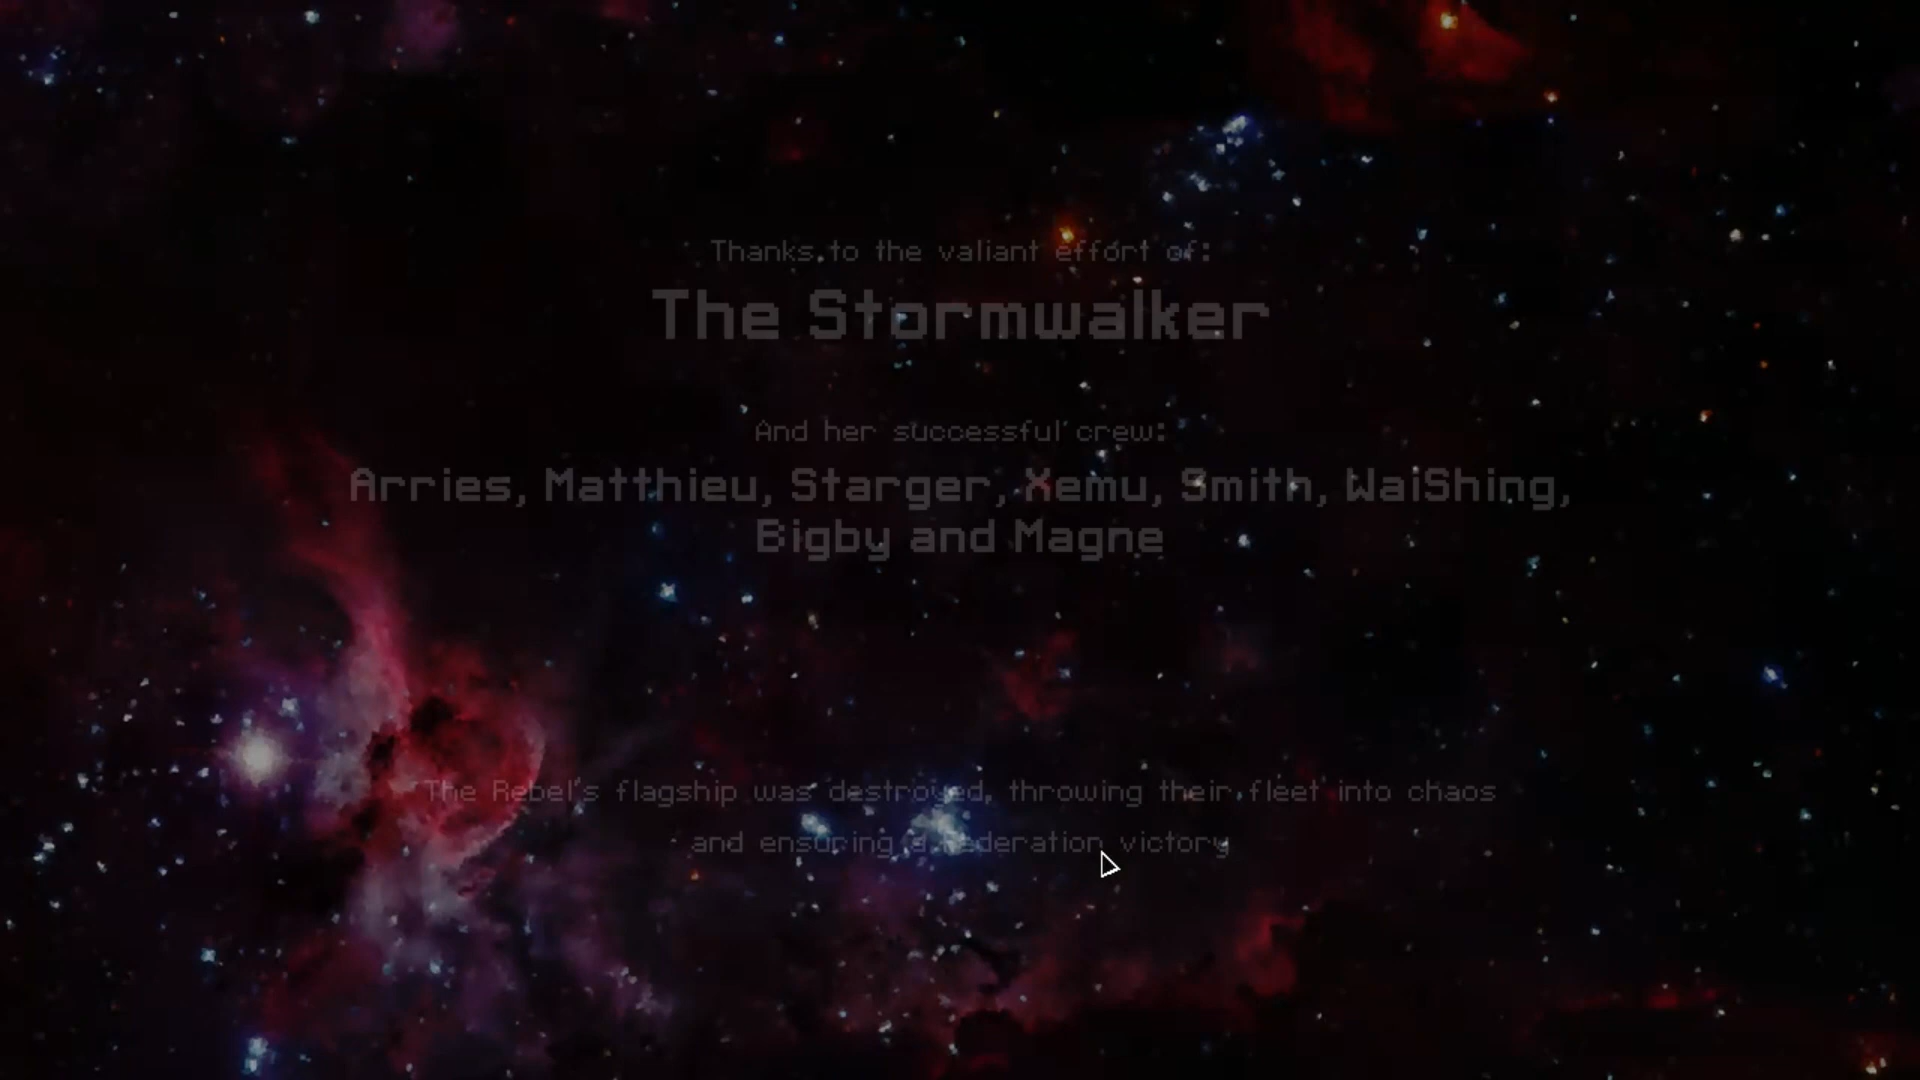 Thanks to the valiant effort of:
The Stormwalker
And her successful crew:
Arries, Matthieu, Starger, Xemu, Smith, WaiShing,
Bigby and Magne
The Rebel's flagship was destroyed, throwing their fleet into chaos
and ensuring a Federation victory